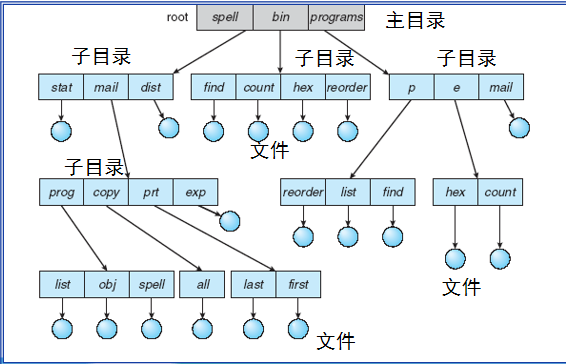 root spell bin programs 主目录
子目录 子目录 子目录
stat mail dist find count hex reorder p e mail
文件
子目录
prog copy prt exp reorder list find hex count
list obj spell all last first 文件
文件